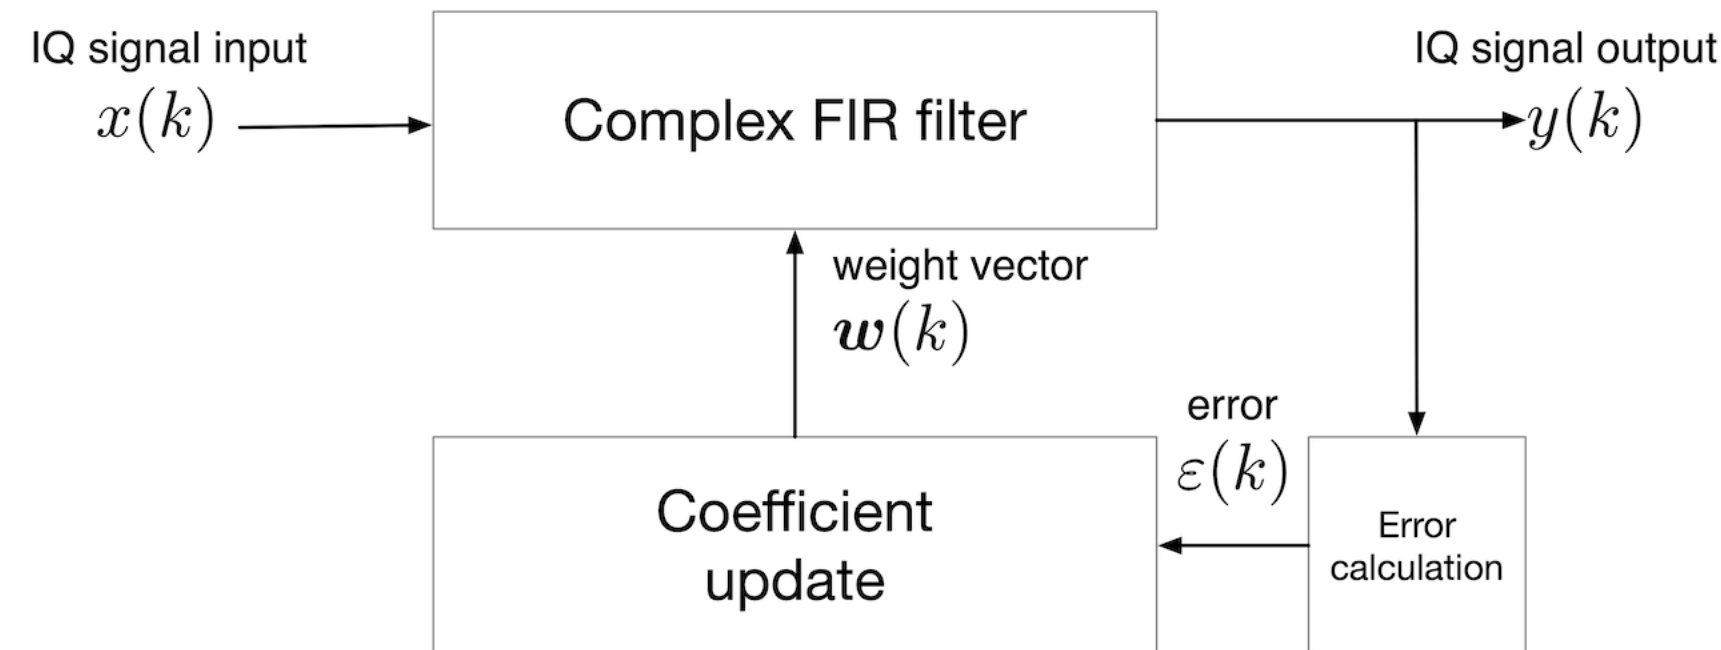 IQ signal input
x(k)
Complex FIR filter
IQ signal output
y(k)
weight vector
w(k)
error
ε(k)
Coefficient
update
Error
calculation